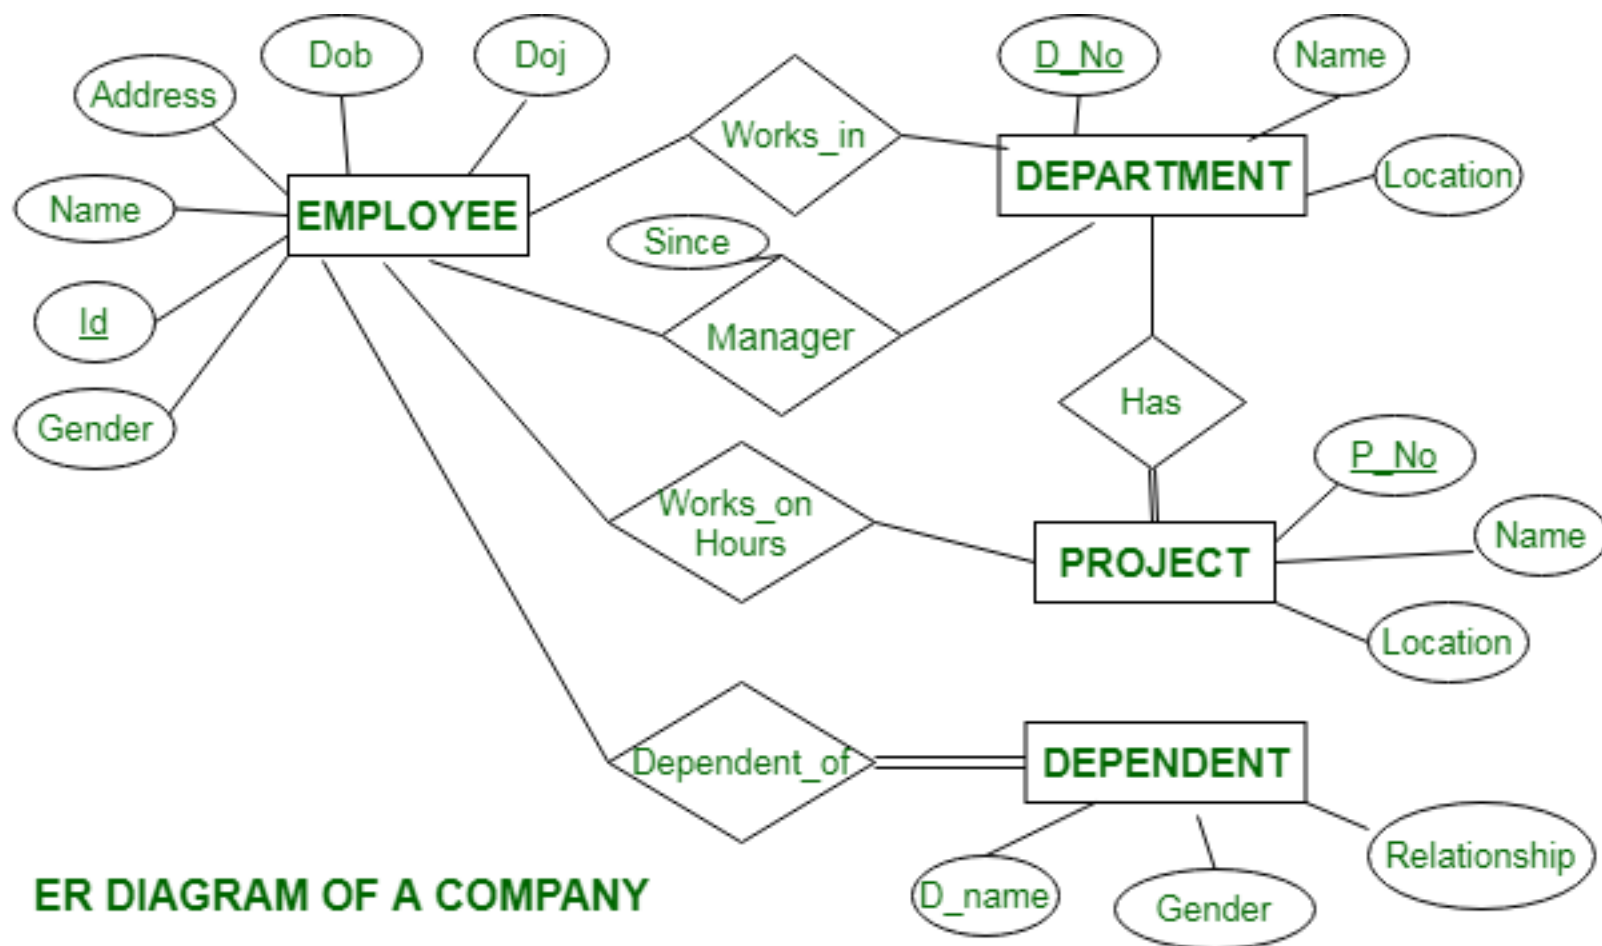 Dob
Doj
D_No
Name
Address
Works_in
DEPARTMENT
Location
Name
EMPLOYEE
Since
Id
Manager
Gender
Has
P_No
Works_on
Hours
Name
PROJECT
Location
Dependent_of
DEPENDENT
Relationship
D_name
Gender
ER DIAGRAM OF A COMPANY